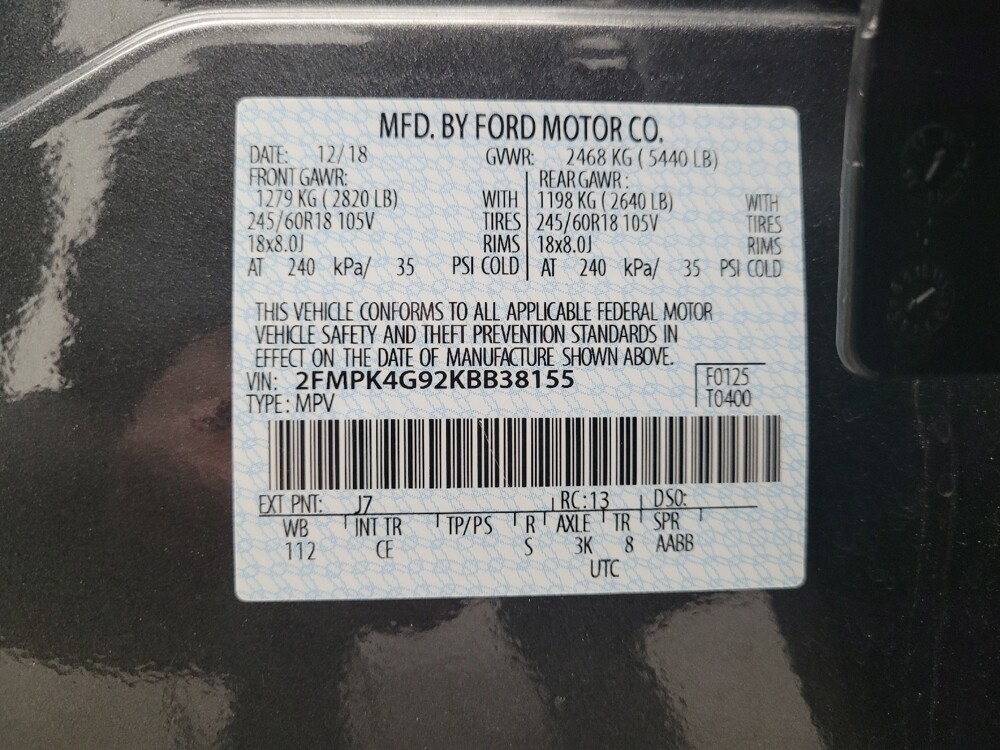 MFD. BY FORD MOTOR CO.
DATE: 12/18 GVWR: 2468 KG ( 5440 LB)
FRONT GAWR: REAR GAWR:
1279 KG ( 2820 LB) WITH 1198 KG ( 2640 LB) WITH
245/60R18 105V TIRES 245/60R18 105V TIRES
18x8.0J RIMS 18x8.0J RIMS
AT 240 kPa/ 35 PSI COLD AT 240 kPa/ 35 PSI COLD
THIS VEHICLE CONFORMS TO ALL APPLICABLE FEDERAL MOTOR
VEHICLE SAFETY AND THEFT PREVENTION STANDARDS IN
EFFECT ON THE DATE OF MANUFACTURE SHOWN ABOVE.
VIN: 2FMPK4G92KBB38155 F0125
TYPE: MPV T0400
EXT PNT: J7 RC: 13 DSO:
WB INT TR TP/PS R AXLE TR SPR
112 CE S 3K 8 AABB
UTC